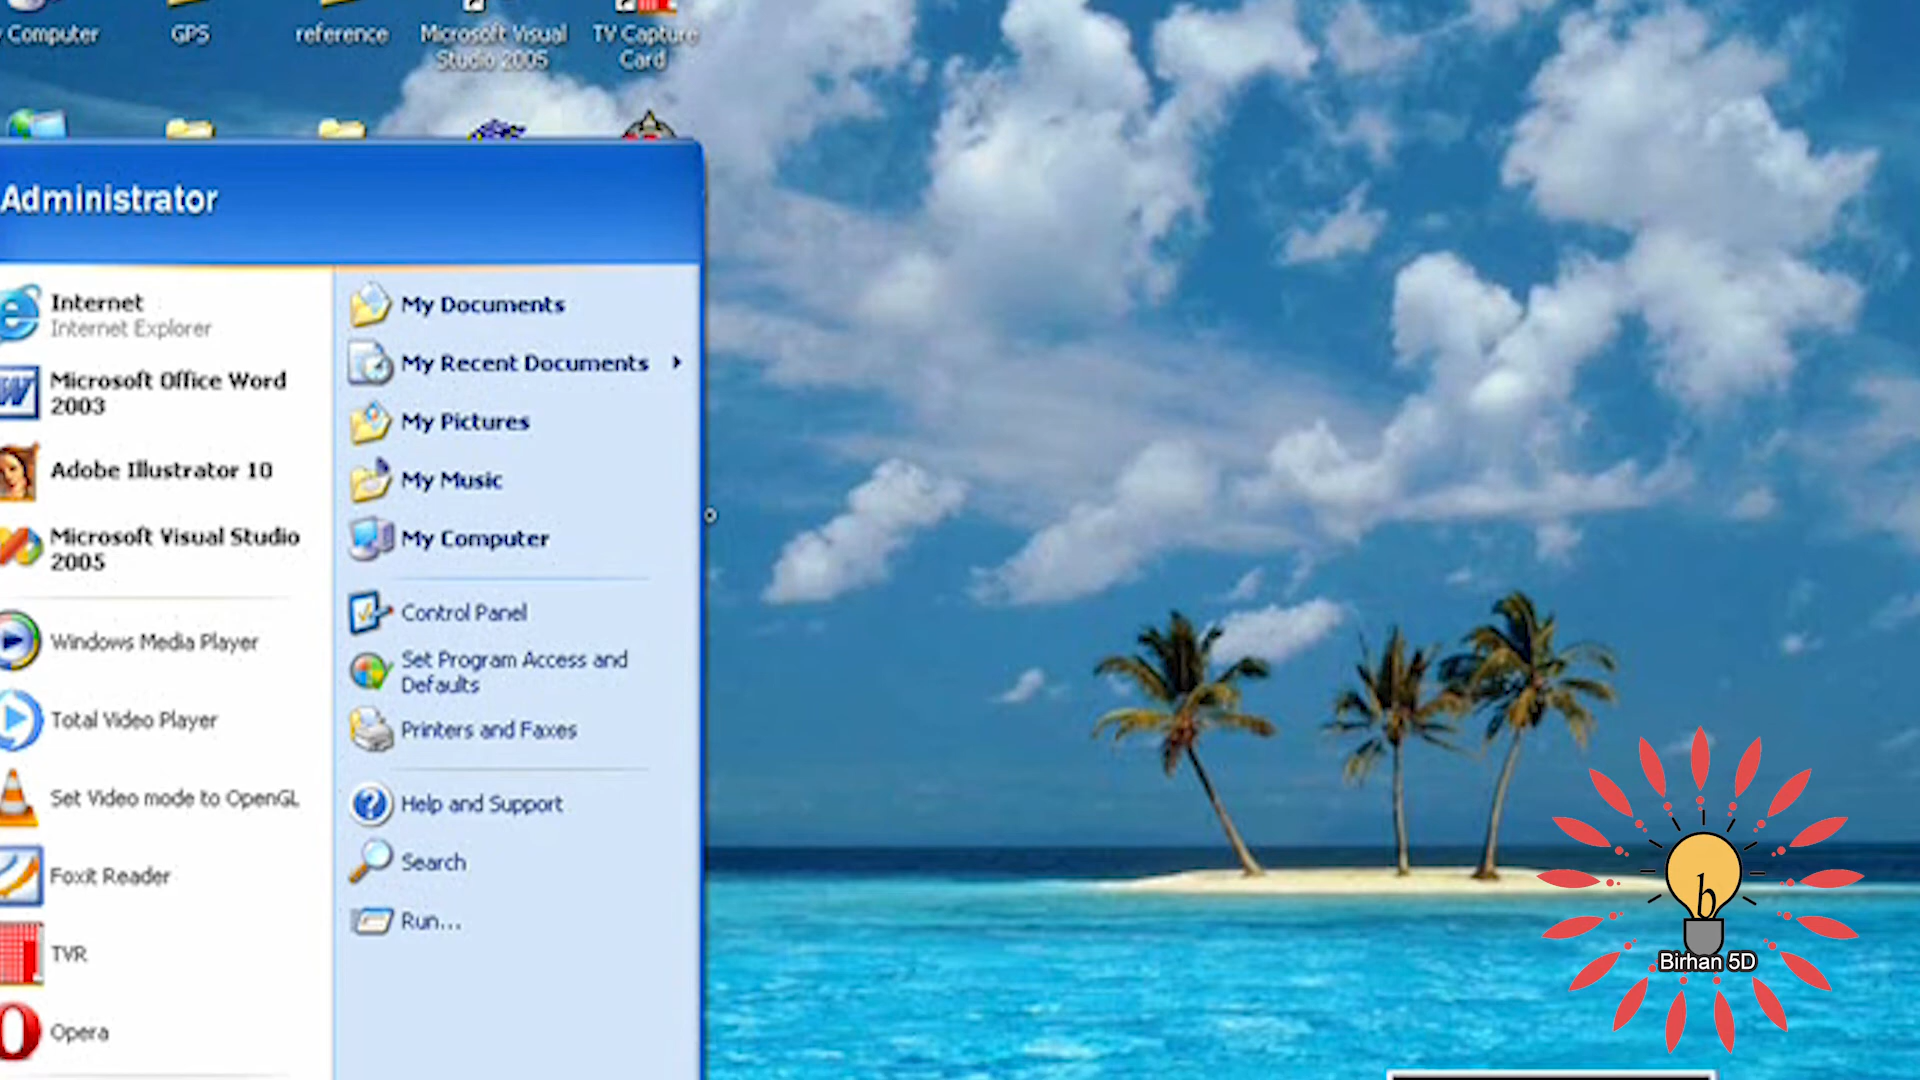 Computer
GPS
reference
Microsoft Visual
Studio 2005
TV Capture
Card
Administrator
Internet
Internet Explorer
Microsoft Office Word
2003
Adobe Illustrator 10
Microsoft Visual Studio
2005
Windows Media Player
Total Video Player
Set Video mode to OpenGL
Foxit Reader
TVR
Opera
My Documents
My Recent Documents
My Pictures
My Music
My Computer
Control Panel
Set Program Access and
Defaults
Printers and Faxes
Help and Support
Search
Run...
b
Birhan 5D